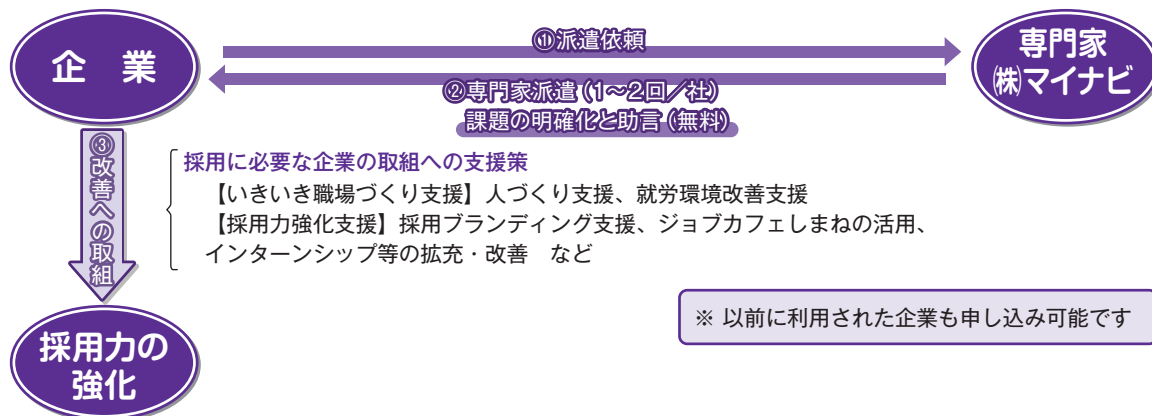 企　業
①派遣依頼
専門家
㈱マイナビ
②専門家派遣（1～2回／社）
課題の明確化と助言（無料）
③改善への取組
採用に必要な企業の取組への支援策
【いきいき職場づくり支援】人づくり支援、就労環境改善支援
【採用力強化支援】採用ブランディング支援、ジョブカフェしまねの活用、
インターンシップ等の拡充・改善　など
※ 以前に利用された企業も申し込み可能です
採用力の
強化